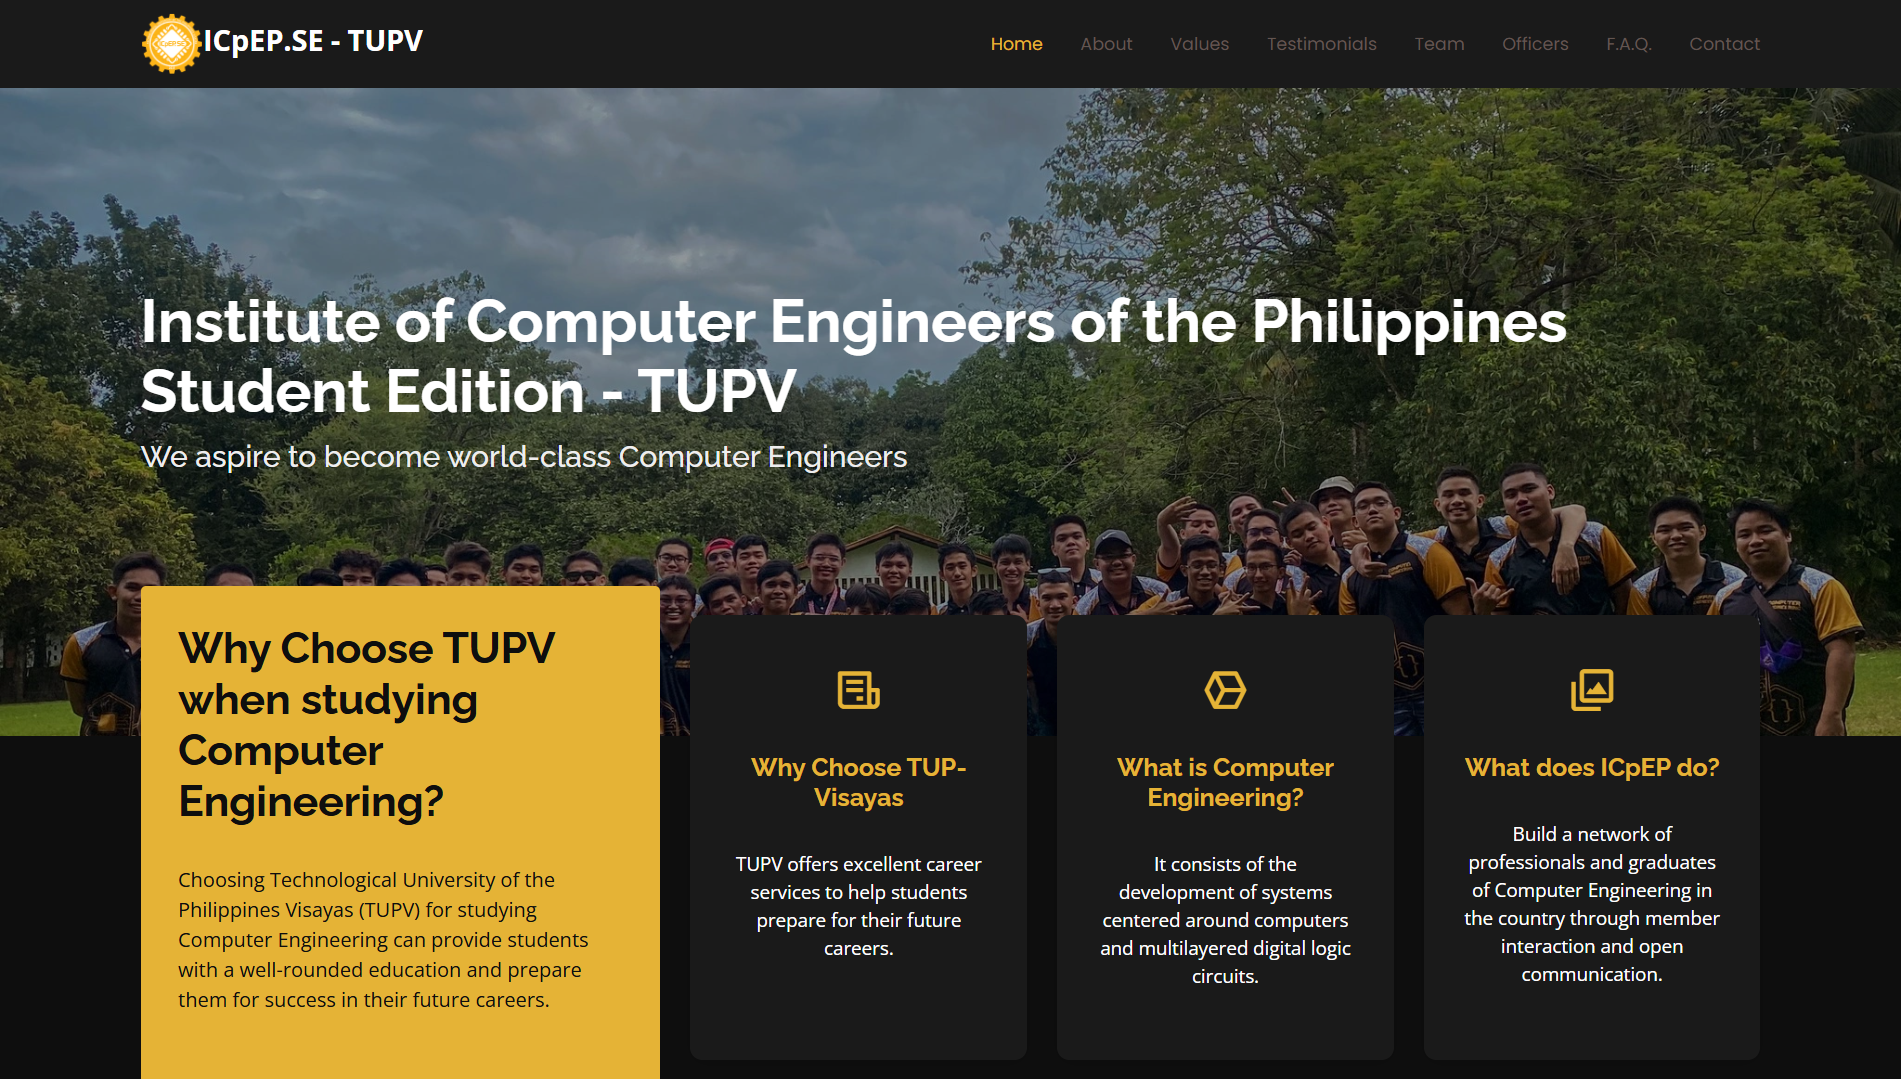 ICpEP.SE - TUPV
Home About Values Testimonials Team Officers F.A.Q. Contact
Institute of Computer Engineers of the Philippines
Student Edition - TUPV
We aspire to become world-class Computer Engineers
Why Choose TUPV
when studying
Computer
Engineering?
Choosing Technological University of the
Philippines Visayas (TUPV) for studying
Computer Engineering can provide students
with a well-rounded education and prepare
them for success in their future careers.
Why Choose TUP-
Visayas
TUPV offers excellent career
services to help students
prepare for their future
careers.
What is Computer
Engineering?
It consists of the
development of systems
centered around computers
and multilayered digital logic
circuits.
What does ICpEP do?
Build a network of
professionals and graduates
of Computer Engineering in
the country through member
interaction and open
communication.